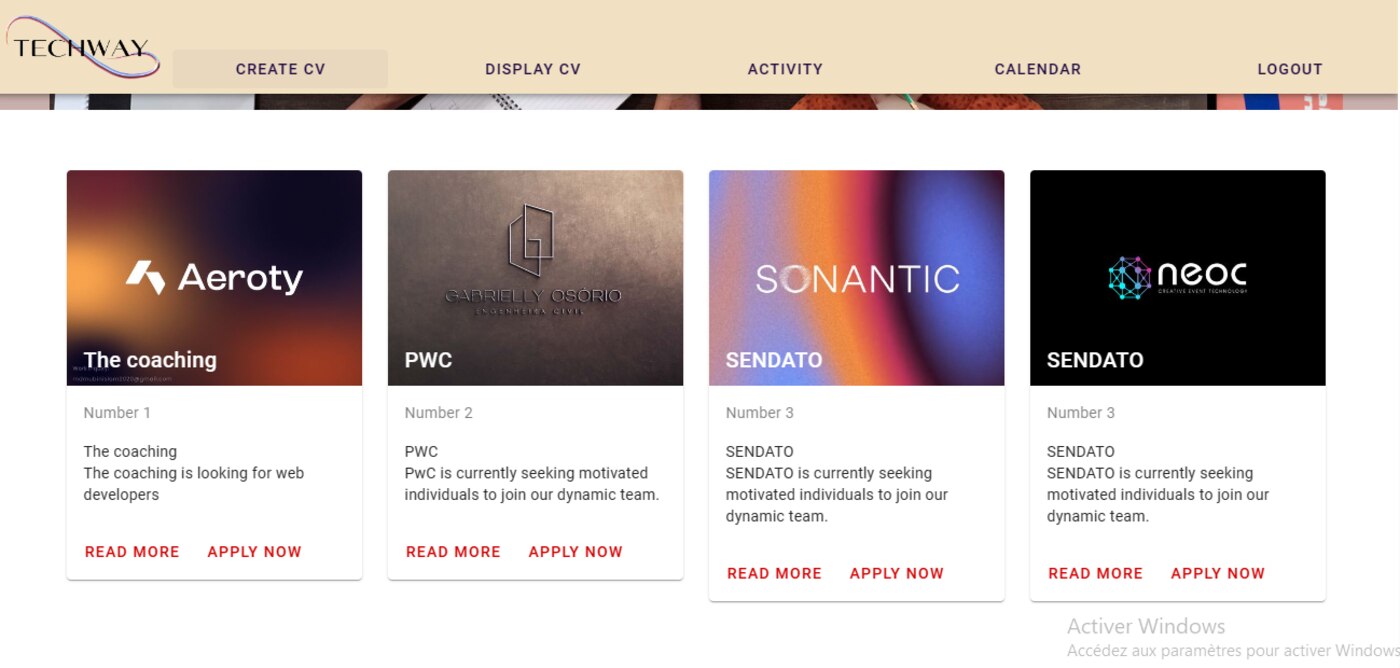 TECHWAY
CREATE CV
DISPLAY CV
ACTIVITY
CALENDAR
LOGOUT
Aeroty
The coaching
mdroubinislam2020@gmail.com
Number 1
The coaching
The coaching is looking for web
developers
READ MORE
APPLY NOW
GABRIELLY OSÓRIO
ENGENHEIRA CIVIL
PWC
Number 2
PWC
PwC is currently seeking motivated
individuals to join our dynamic team.
READ MORE
APPLY NOW
SONANTIC
SENDATO
Number 3
SENDATO
SENDATO is currently seeking
motivated individuals to join our
dynamic team.
READ MORE
APPLY NOW
neoc
CREATIVE EVENT TECHNOLOGY
SENDATO
Number 3
SENDATO
SENDATO is currently seeking
motivated individuals to join our
dynamic team.
READ MORE
APPLY NOW
Activer Windows
Accédez aux paramètres pour activer Windows